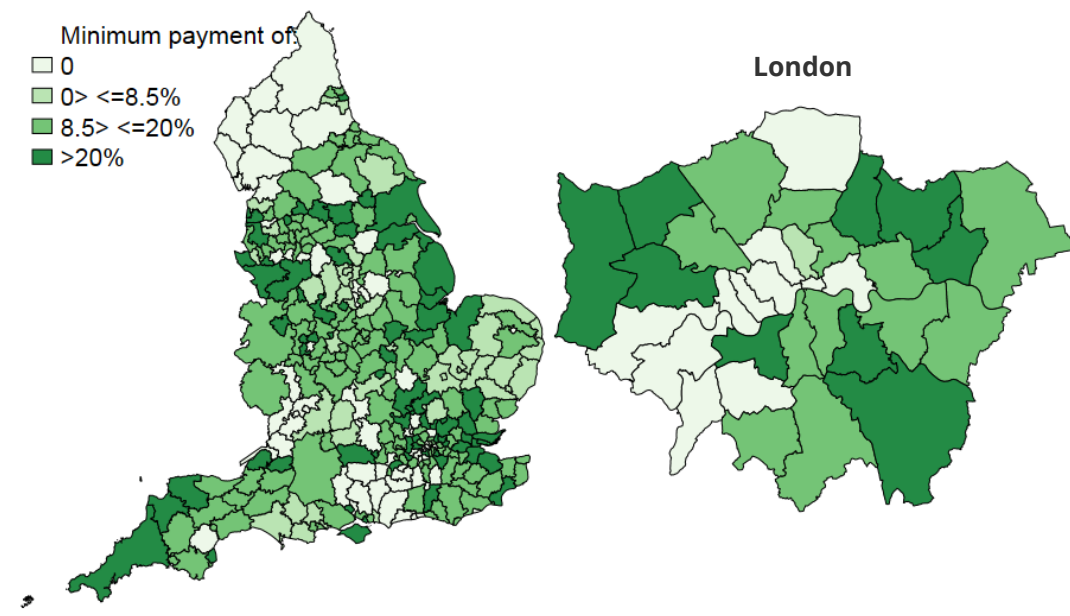 Minimum payment of:
0
0> <=8.5%
8.5> <=20%
>20%
London